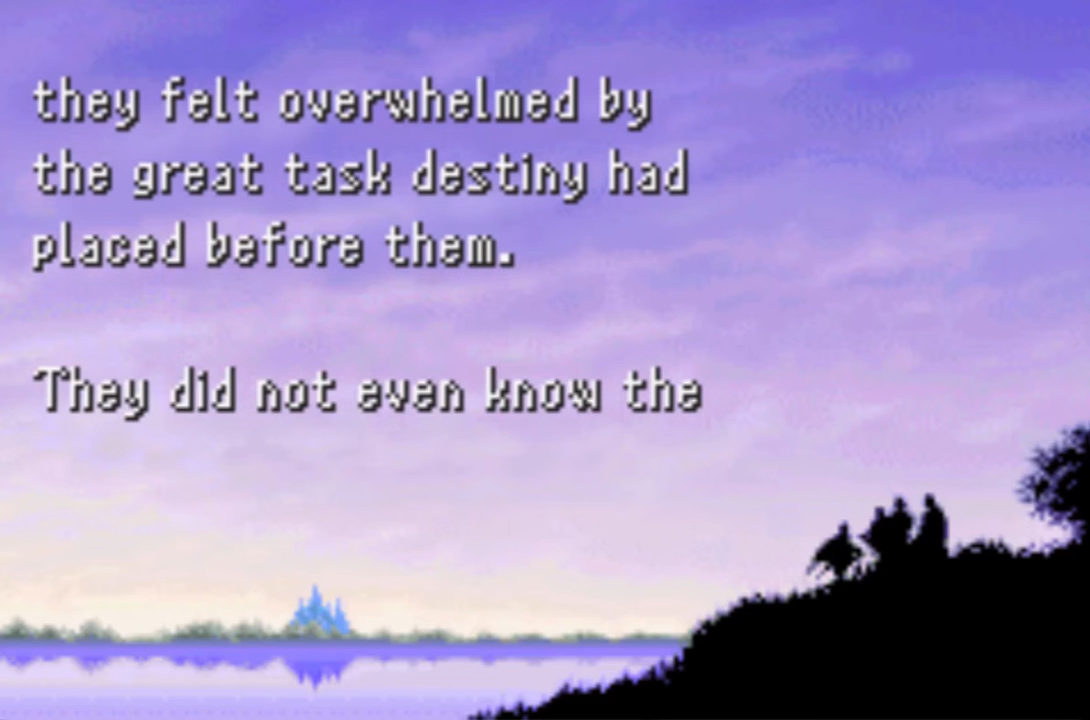 they felt overwhelmed by
the great task destiny had
placed before them.
They did not even know the